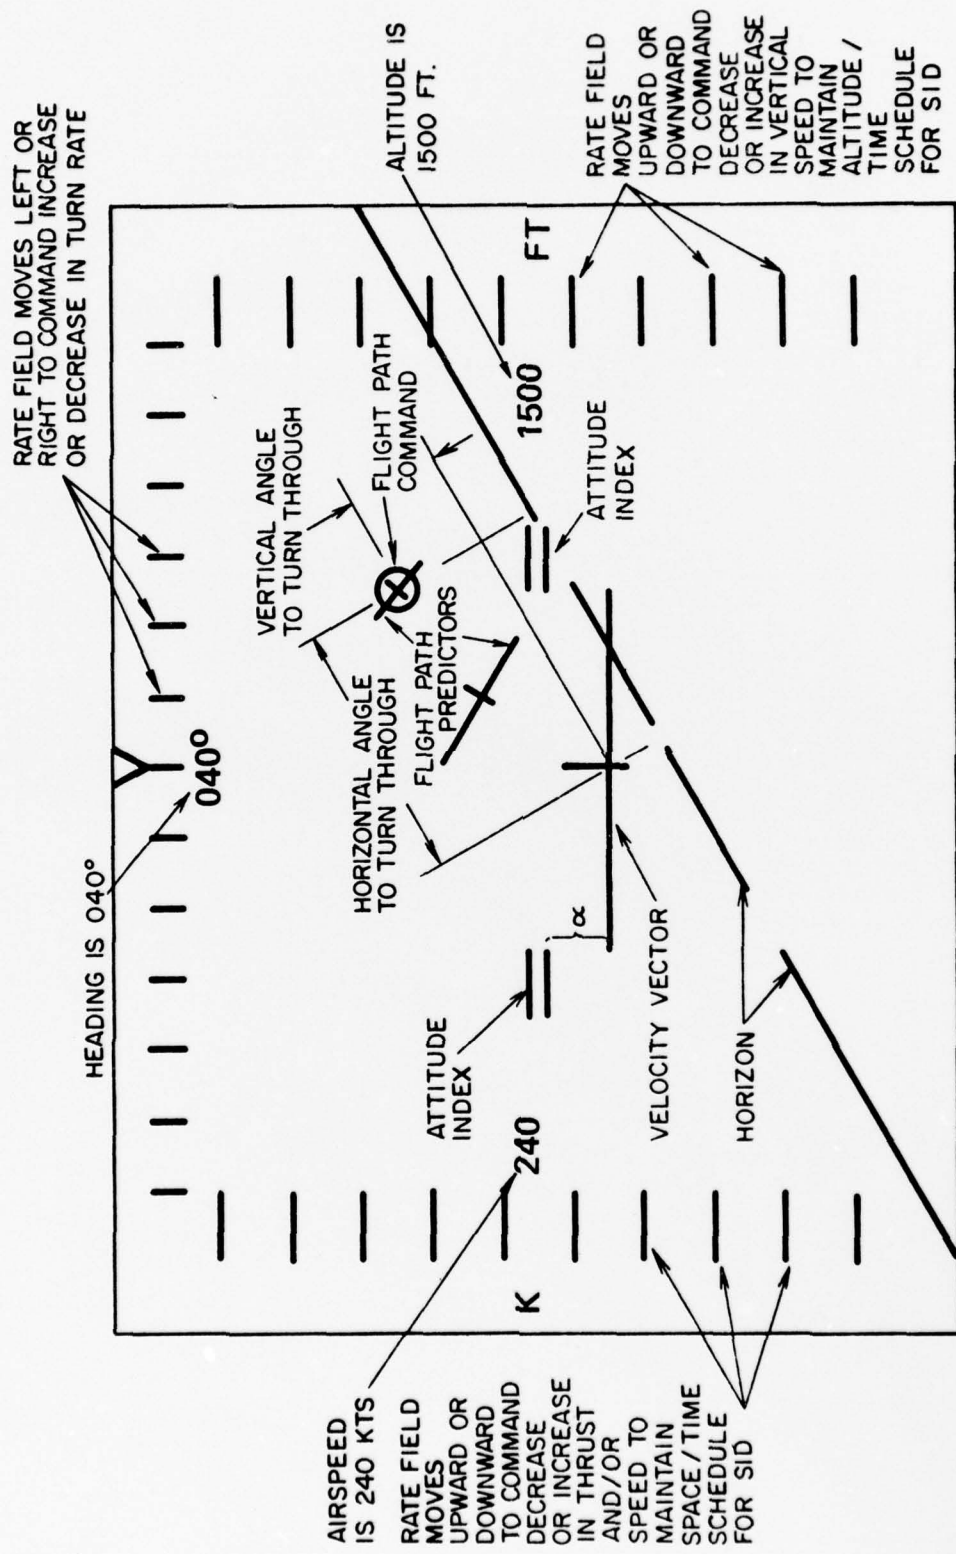 RATE FIELD MOVES LEFT OR
RIGHT TO COMMAND INCREASE
OR DECREASE IN TURN RATE
HEADING IS 040°
040°
VERTICAL ANGLE
TO TURN THROUGH
HORIZONTAL ANGLE
TO TURN THROUGH
FLIGHT PATH
COMMAND
FLIGHT PATH
PREDICTORS
ALTITUDE IS
1500 FT.
AIRSPEED
IS 240 KTS
K
240
1500
FT
ATTITUDE
INDEX
ATTITUDE
INDEX
α
VELOCITY VECTOR
HORIZON
RATE FIELD
MOVES
UPWARD OR
DOWNWARD
TO COMMAND
DECREASE
OR INCREASE
IN THRUST
AND/OR
SPEED TO
MAINTAIN
SPACE / TIME
SCHEDULE
FOR SID
RATE FIELD
MOVES
UPWARD OR
DOWNWARD
TO COMMAND
DECREASE
OR INCREASE
IN VERTICAL
SPEED TO
MAINTAIN
ALTITUDE /
TIME
SCHEDULE
FOR SID